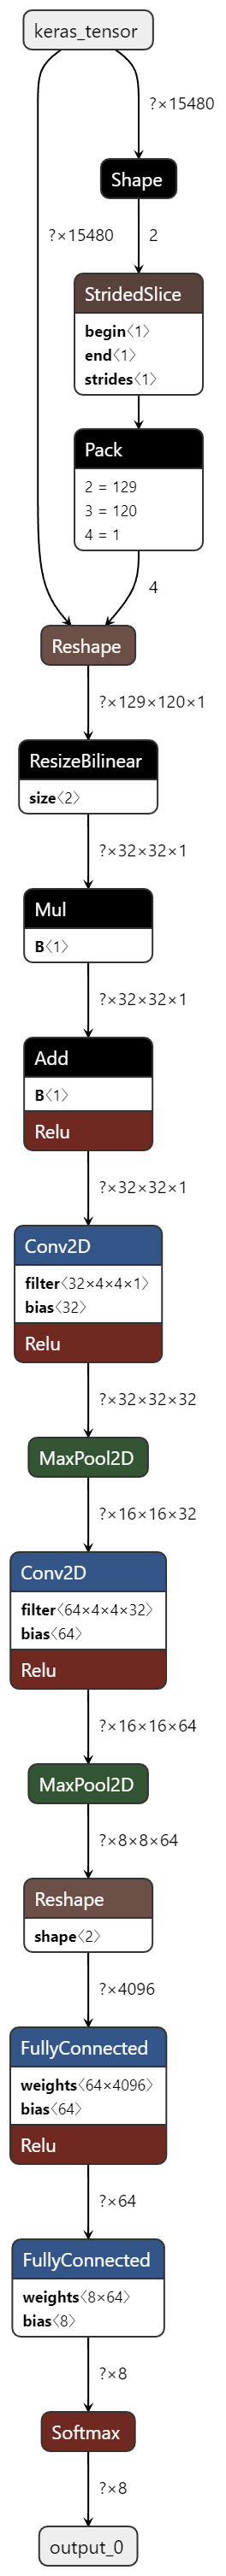 keras_tensor
?×15480
Shape
?×15480
2
StridedSlice
begin⟨1⟩
end⟨1⟩
strides⟨1⟩
Pack
2 = 129
3 = 120
4 = 1
4
Reshape
?×129×120×1
ResizeBilinear
size⟨2⟩
?×32×32×1
Mul
B⟨1⟩
?×32×32×1
Add
B⟨1⟩
Relu
?×32×32×1
Conv2D
filter⟨32×4×4×1⟩
bias⟨32⟩
Relu
?×32×32×32
MaxPool2D
?×16×16×32
Conv2D
filter⟨64×4×4×32⟩
bias⟨64⟩
Relu
?×16×16×64
MaxPool2D
?×8×8×64
Reshape
shape⟨2⟩
?×4096
FullyConnected
weights⟨64×4096⟩
bias⟨64⟩
Relu
?×64
FullyConnected
weights⟨8×64⟩
bias⟨8⟩
?×8
Softmax
?×8
output_0